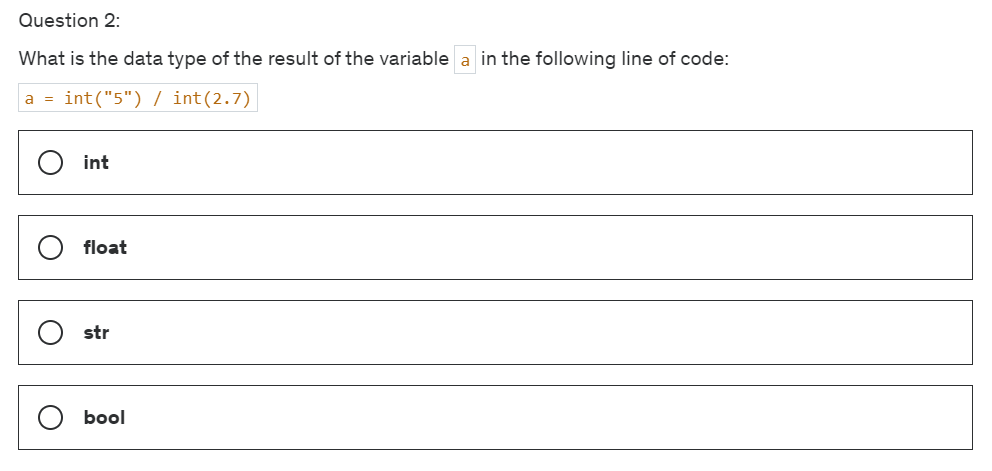 Question 2:
What is the data type of the result of the variable a in the following line of code:
a = int("5") / int(2.7)
int
float
str
bool